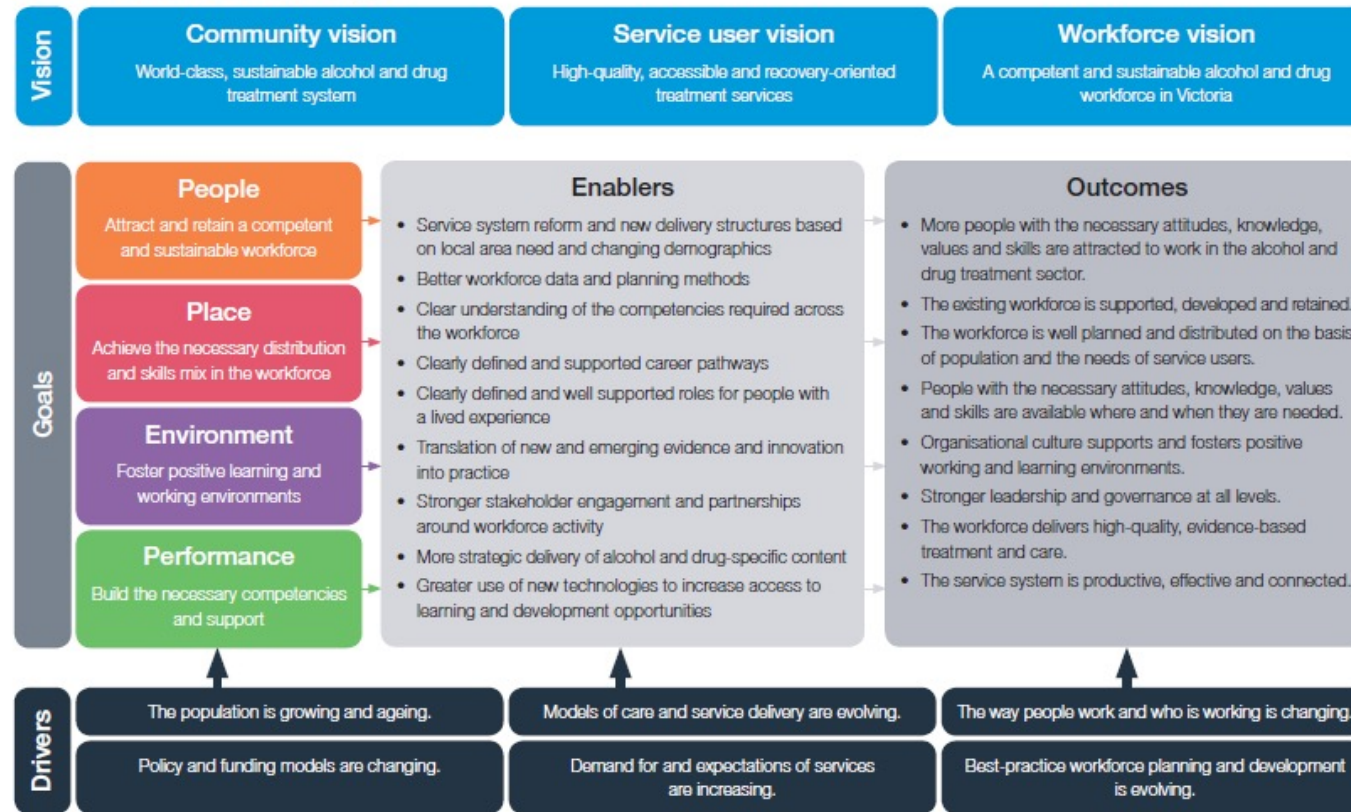 Vision
Community vision
World-class, sustainable alcohol and drug
treatment system
Service user vision
High-quality, accessible and recovery-oriented
treatment services
Workforce vision
A competent and sustainable alcohol and drug
workforce in Victoria
Goals
People
Attract and retain a competent
and sustainable workforce
Place
Achieve the necessary distribution
and skills mix in the workforce
Environment
Foster positive learning and
working environments
Performance
Build the necessary competencies
and support
Enablers
• Service system reform and new delivery structures based
on local area need and changing demographics
• Better workforce data and planning methods
• Clear understanding of the competencies required across
the workforce
• Clearly defined and supported career pathways
• Clearly defined and well supported roles for people with
a lived experience
• Translation of new and emerging evidence and innovation
into practice
• Stronger stakeholder engagement and partnerships
around workforce activity
• More strategic delivery of alcohol and drug-specific content
• Greater use of new technologies to increase access to
learning and development opportunities
Outcomes
• More people with the necessary attitudes, knowledge,
values and skills are attracted to work in the alcohol and
drug treatment sector.
• The existing workforce is supported, developed and retained.
• The workforce is well planned and distributed on the basis
of population and the needs of service users.
• People with the necessary attitudes, knowledge, values
and skills are available where and when they are needed.
• Organisational culture supports and fosters positive
working and learning environments.
• Stronger leadership and governance at all levels.
• The workforce delivers high-quality, evidence-based
treatment and care.
• The service system is productive, effective and connected.
Drivers
The population is growing and ageing.
Models of care and service delivery are evolving.
The way people work and who is working is changing.
Policy and funding models are changing.
Demand for and expectations of services
are increasing.
Best-practice workforce planning and development
is evolving.